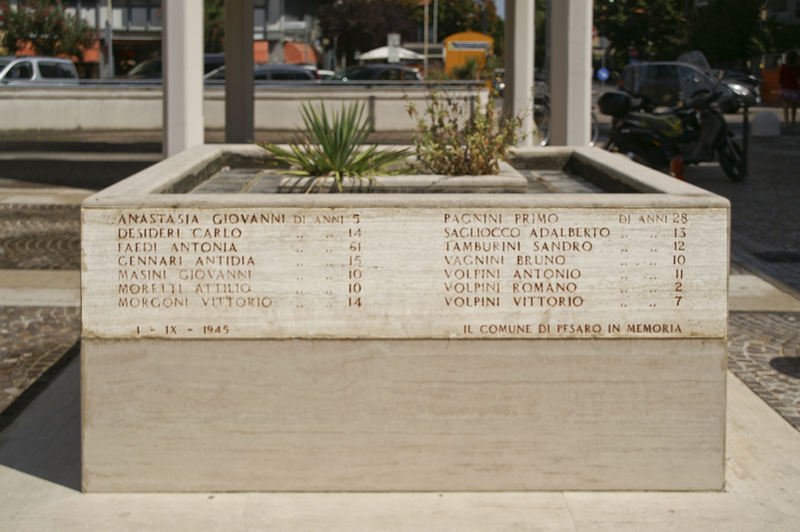 ANASTASIA GIOVANNI DI ANNI 5
DESIDERI CARLO .. .. 14
FAEDI ANTONIA .. .. 61
GENNARI ANTIDIA .. .. 15
MASINI GIOVANNI .. .. 10
MORETTI ATTILIO .. .. 10
MORGONI VITTORIO .. .. 14
1 - IX - 1945
PAGNINI PRIMO DI ANNI 28
SAGLIOCCO ADALBERTO .. .. 13
TAMBURINI SANDRO .. .. 12
VAGNINI BRUNO .. .. 10
VOLPINI ANTONIO .. .. 11
VOLPINI ROMANO .. .. 2
VOLPINI VITTORIO .. .. 7
IL COMUNE DI PESARO IN MEMORIA